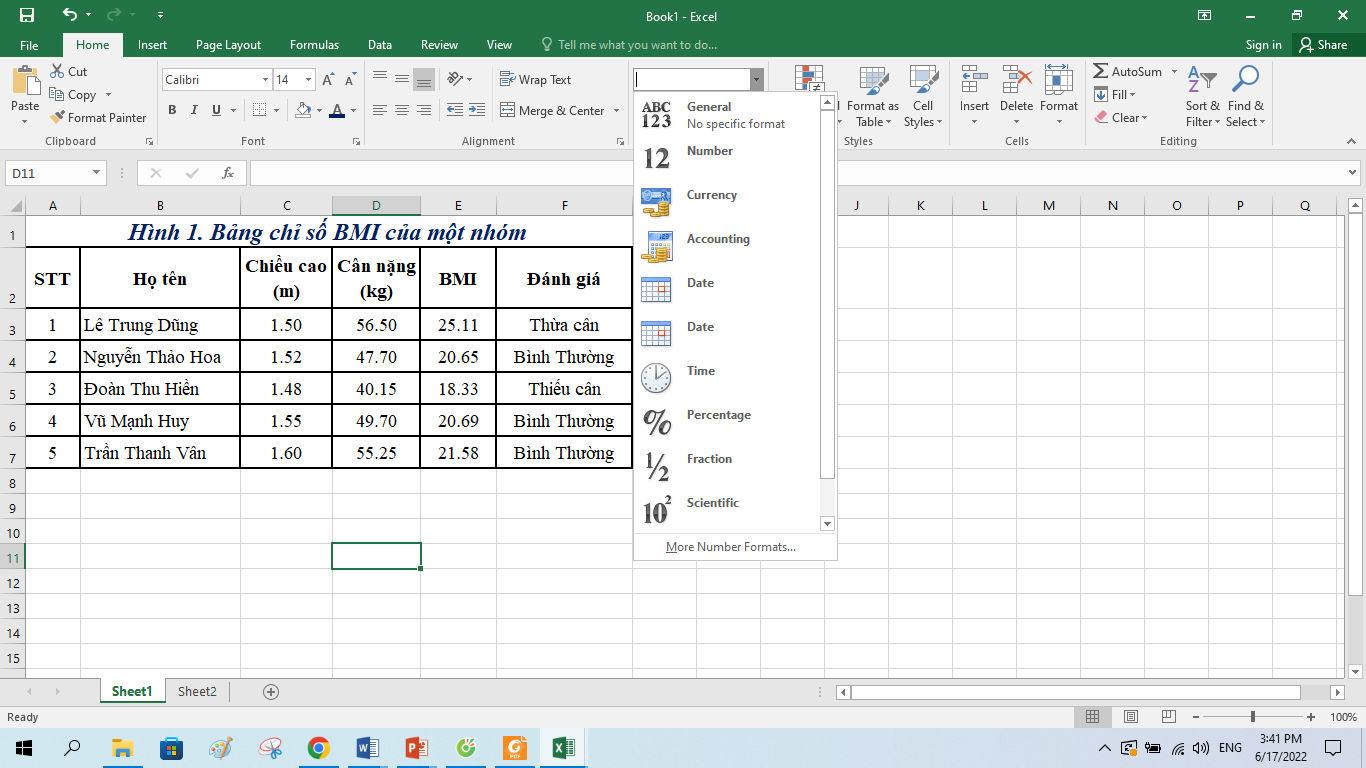 Book1 - Excel
File Home Insert Page Layout Formulas Data Review View Tell me what you want to do... Sign in Share
Paste
Cut
Copy
Format Painter
Clipboard
Calibri 14
B I U
Font
Wrap Text
Merge & Center
Alignment
Format as Table
Cell Styles
Styles
Insert Delete Format
Cells
AutoSum
Fill
Clear
Sort & Filter
Find & Select
Editing
D11 fx
A B C D E F J K L M N O P Q
1 Hình 1. Bảng chỉ số BMI của một nhóm
2 STT Họ tên Chiều cao (m) Cân nặng (kg) BMI Đánh giá
3 1 Lê Trung Dũng 1.50 56.50 25.11 Thừa cân
4 2 Nguyễn Thảo Hoa 1.52 47.70 20.65 Bình Thường
5 3 Đoàn Thu Hiền 1.48 40.15 18.33 Thiếu cân
6 4 Vũ Mạnh Huy 1.55 49.70 20.69 Bình Thường
7 5 Trần Thanh Vân 1.60 55.25 21.58 Bình Thường
8
9
10
11
12
13
14
15
ABC 123 General
No specific format
12 Number
Currency
Accounting
Date
Date
Time
% Percentage
1/2 Fraction
10² Scientific
More Number Formats...
Sheet1 Sheet2
Ready 100%
ENG 3:41 PM
6/17/2022